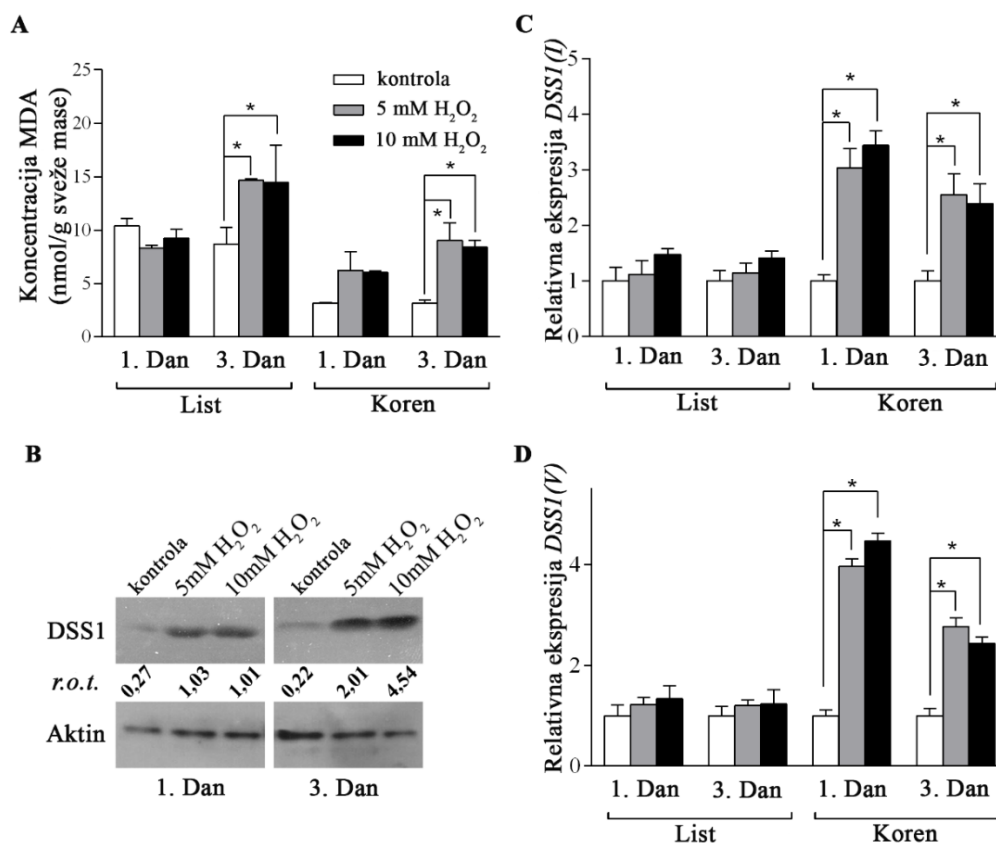 A
Koncentracija MDA
(nmol/g sveže mase)
25
20
15
10
5
0
kontrola
5 mM H₂O₂
10 mM H₂O₂
*
*
*
*
1. Dan
3. Dan
1. Dan
3. Dan
List
Koren
C
Relativna ekspresija DSS1(I)
5
4
3
2
1
0
*
*
*
*
1. Dan
3. Dan
1. Dan
3. Dan
List
Koren
B
kontrola
5mM H₂O₂
10mM H₂O₂
kontrola
5mM H₂O₂
10mM H₂O₂
DSS1
r.o.t.
0,27
1,03
1,01
0,22
2,01
4,54
Aktin
1. Dan
3. Dan
D
Relativna ekspresija DSS1(V)
4
2
0
*
*
*
*
1. Dan
3. Dan
1. Dan
3. Dan
List
Koren